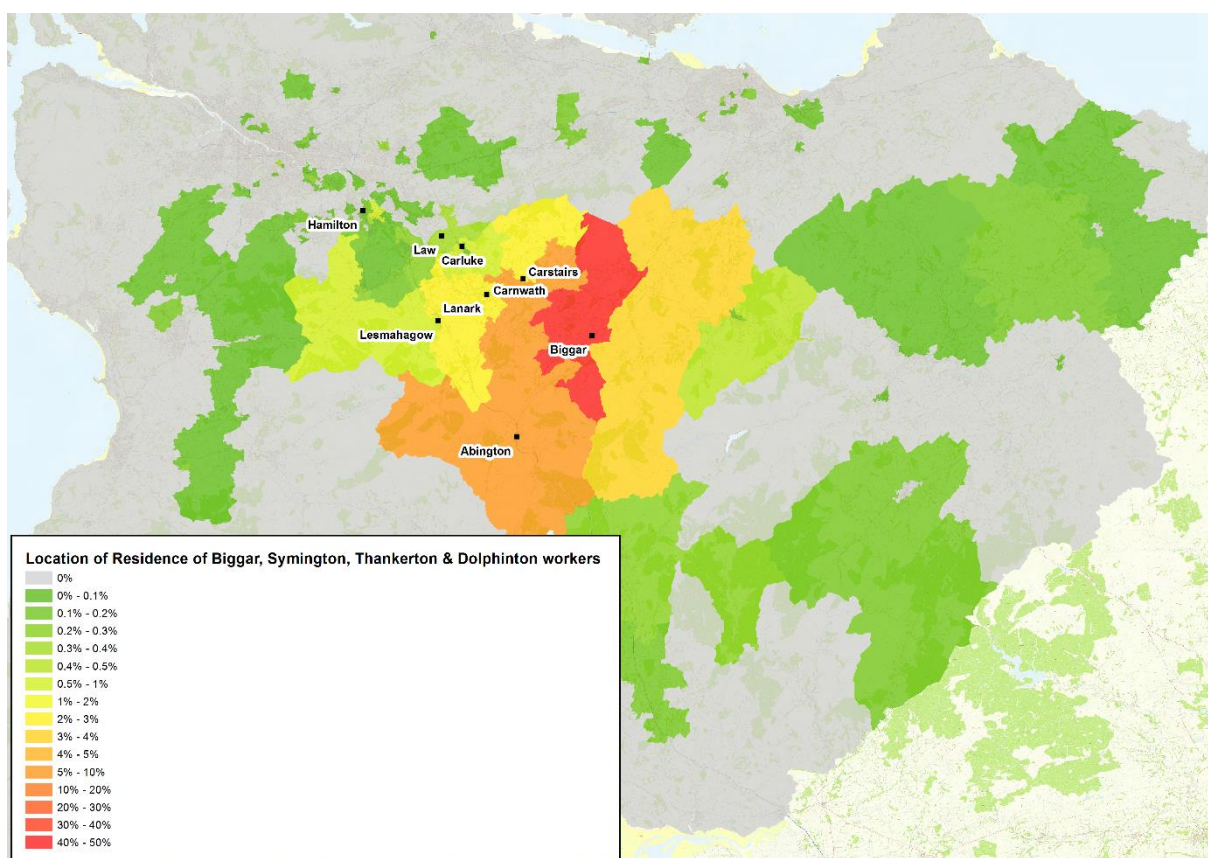 Hamilton
Law
Carluke
Carstairs
Carnwath
Lanark
Lesmahagow
Biggar
Abington
Location of Residence of Biggar, Symington, Thankerton & Dolphinton workers
0%
0% - 0.1%
0.1% - 0.2%
0.2% - 0.3%
0.3% - 0.4%
0.4% - 0.5%
0.5% - 1%
1% - 2%
2% - 3%
3% - 4%
4% - 5%
5% - 10%
10% - 20%
20% - 30%
30% - 40%
40% - 50%